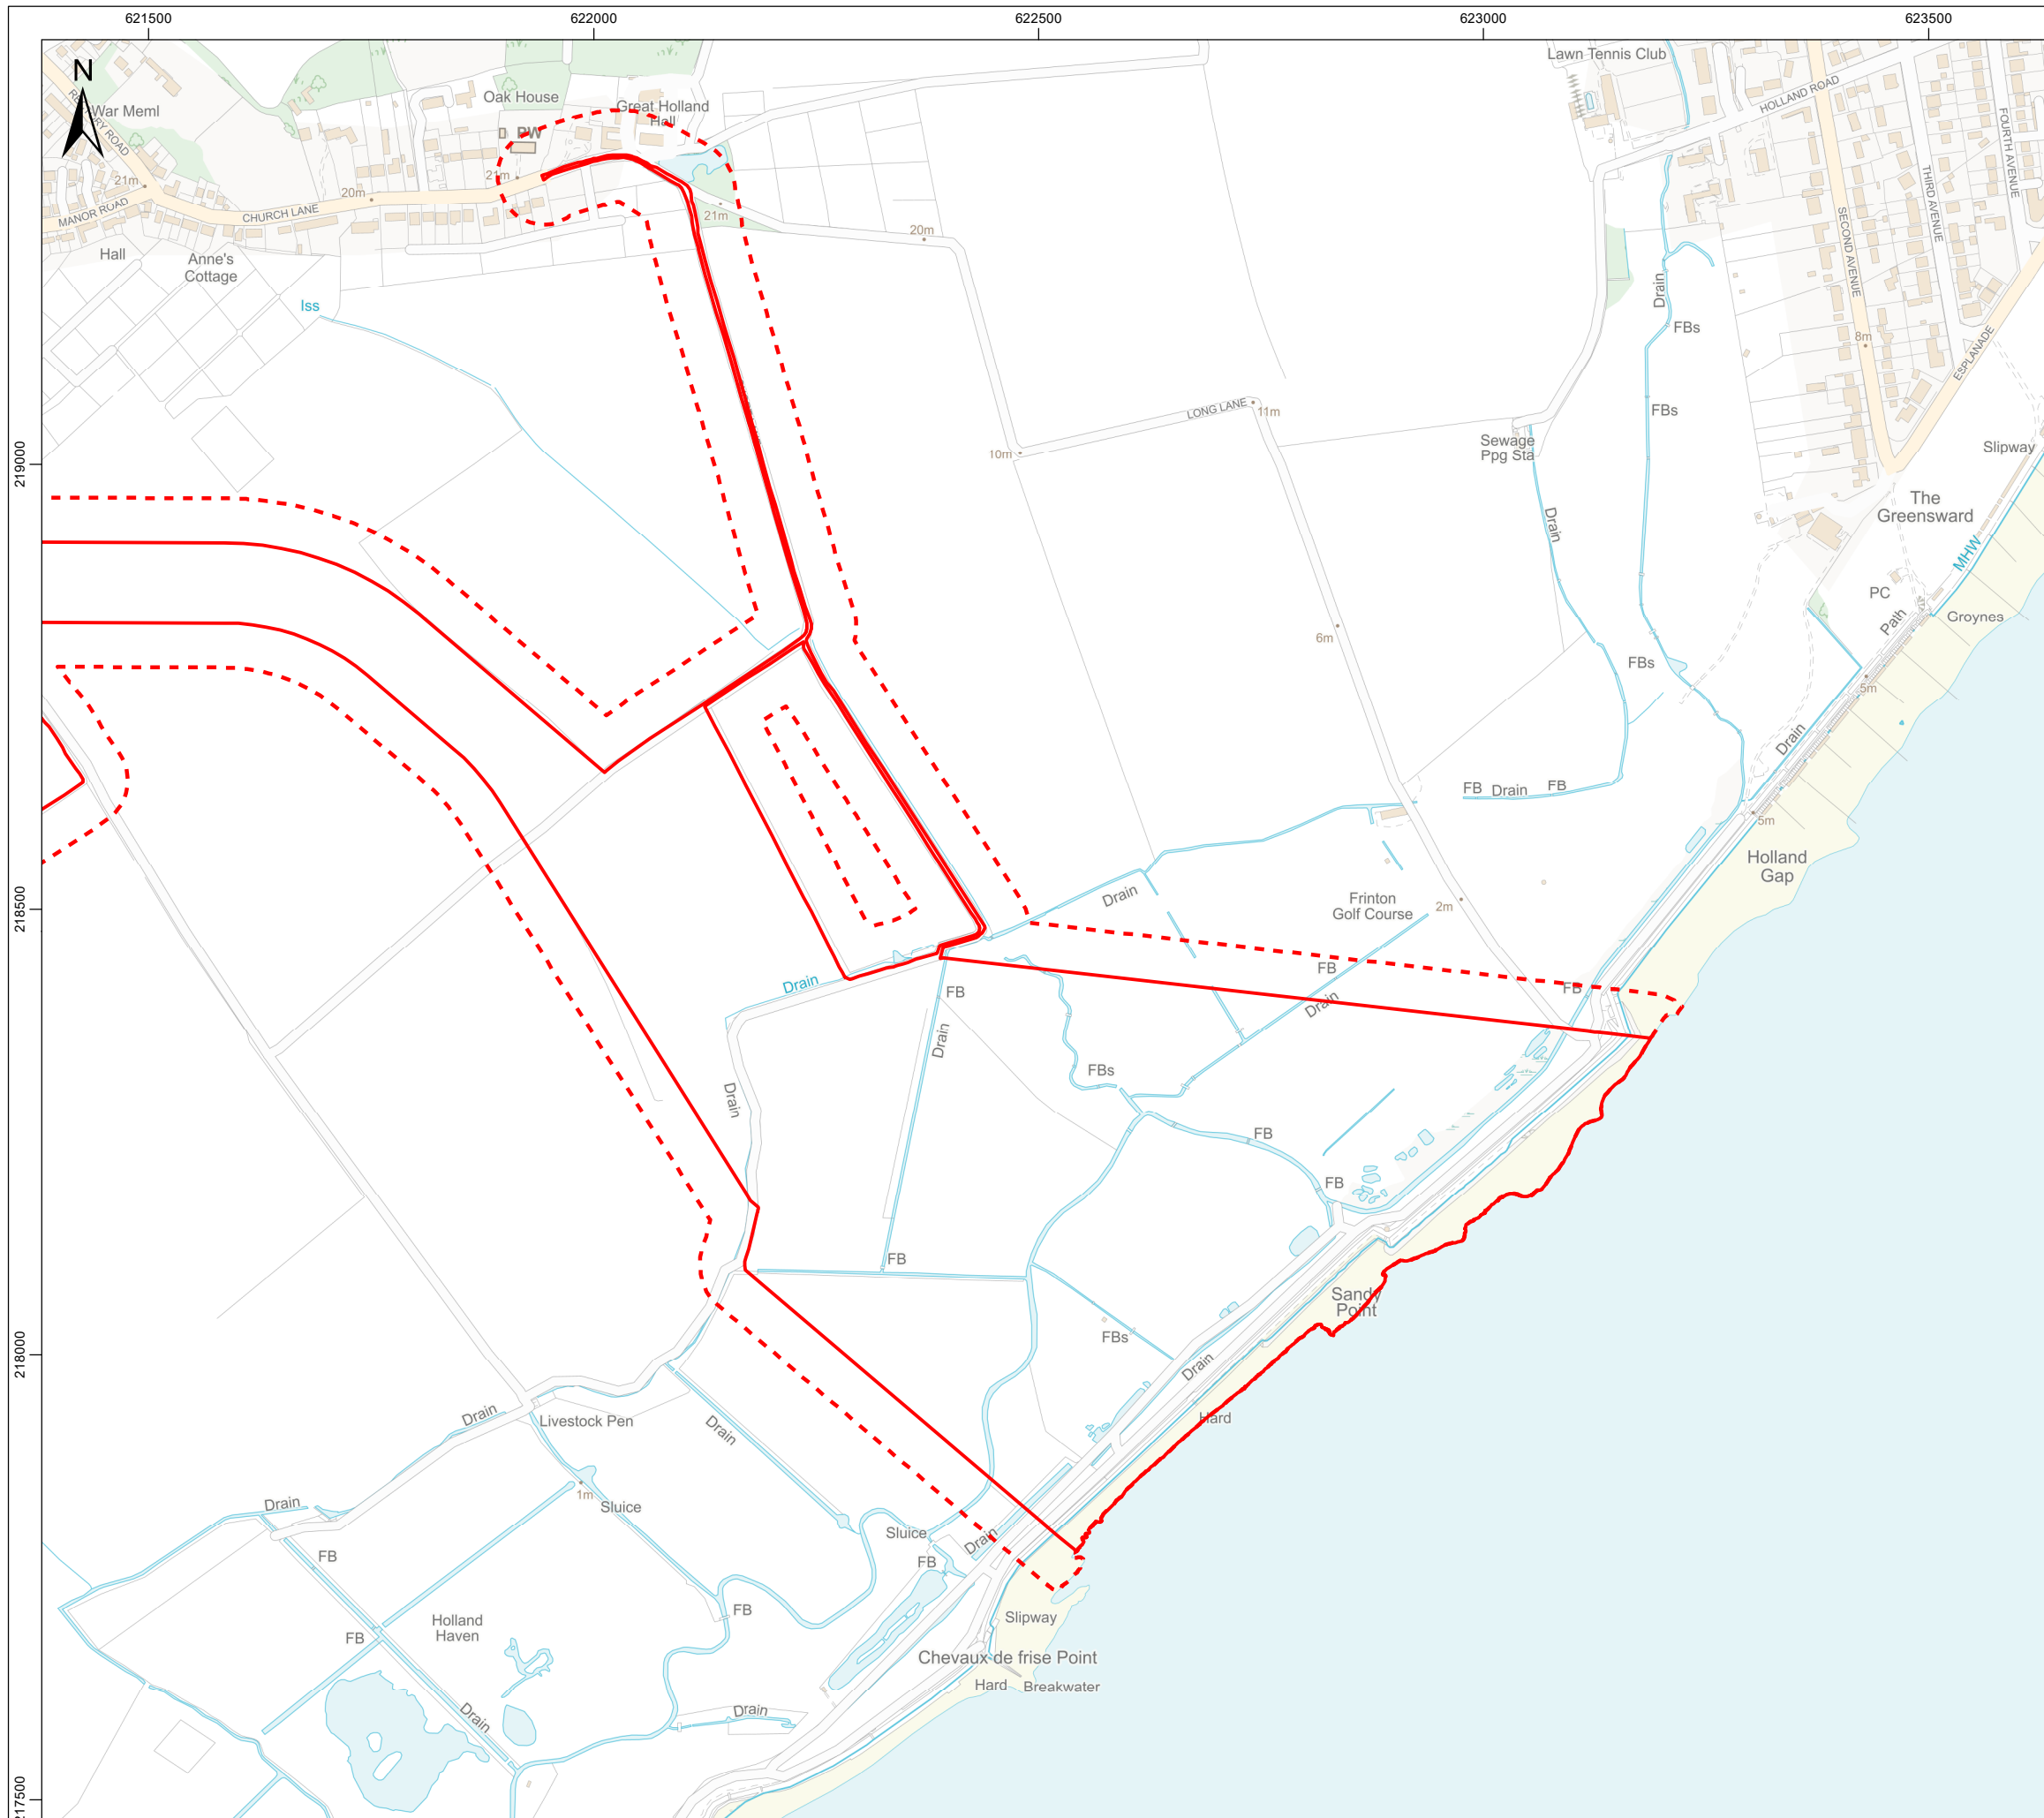 621500
622000
622500
623000
623500
N
War Meml
RECTORY ROAD
21m
MANOR ROAD
Hall
Anne's
Cottage
CHURCH LANE
20m
21m
Oak House
PW
Great Holland
Hall
21m
20m
Lawn Tennis Club
HOLLAND ROAD
FOURTH AVENUE
THIRD AVENUE
SECOND AVENUE
8m
ESPLANADE
Iss
Drain
FBs
FBs
LONG LANE
11m
10m
Sewage
Ppg Sta
Slipway
219000
The
Greensward
Drain
MHW
PC
Path
Groynes
6m
FBs
5m
Drain
FB
Drain
FB
5m
Holland
Gap
218500
Drain
Frinton
Golf Course
2m
Drain
FB
FB
Drain
FB
Drain
FBs
Drain
FB
FB
FB
Sandy
Point
FBs
218000
Drain
Hard
Drain
Livestock Pen
Drain
1m
Sluice
Drain
Sluice
Drain
FB
FB
FB
Slipway
Holland
Haven
FB
Chevaux de frise Point
Hard
Breakwater
Drain
Drain
217500